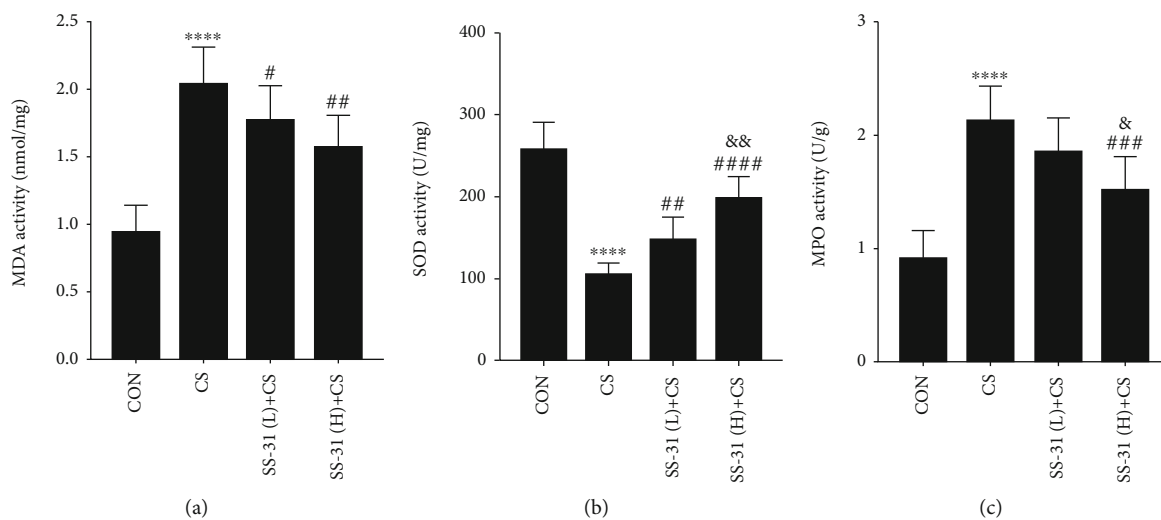 MDA activity (nmol/mg)
2.5
2.0
1.5
1.0
0.5
0.0
****
#
##
CON
CS
SS-31 (L)+CS
SS-31 (H)+CS
(a)
SOD activity (U/mg)
400
300
200
100
0
****
##
&&
####
CON
CS
SS-31 (L)+CS
SS-31 (H)+CS
(b)
MPO activity (U/g)
3
2
1
0
****
&
###
CON
CS
SS-31 (L)+CS
SS-31 (H)+CS
(c)